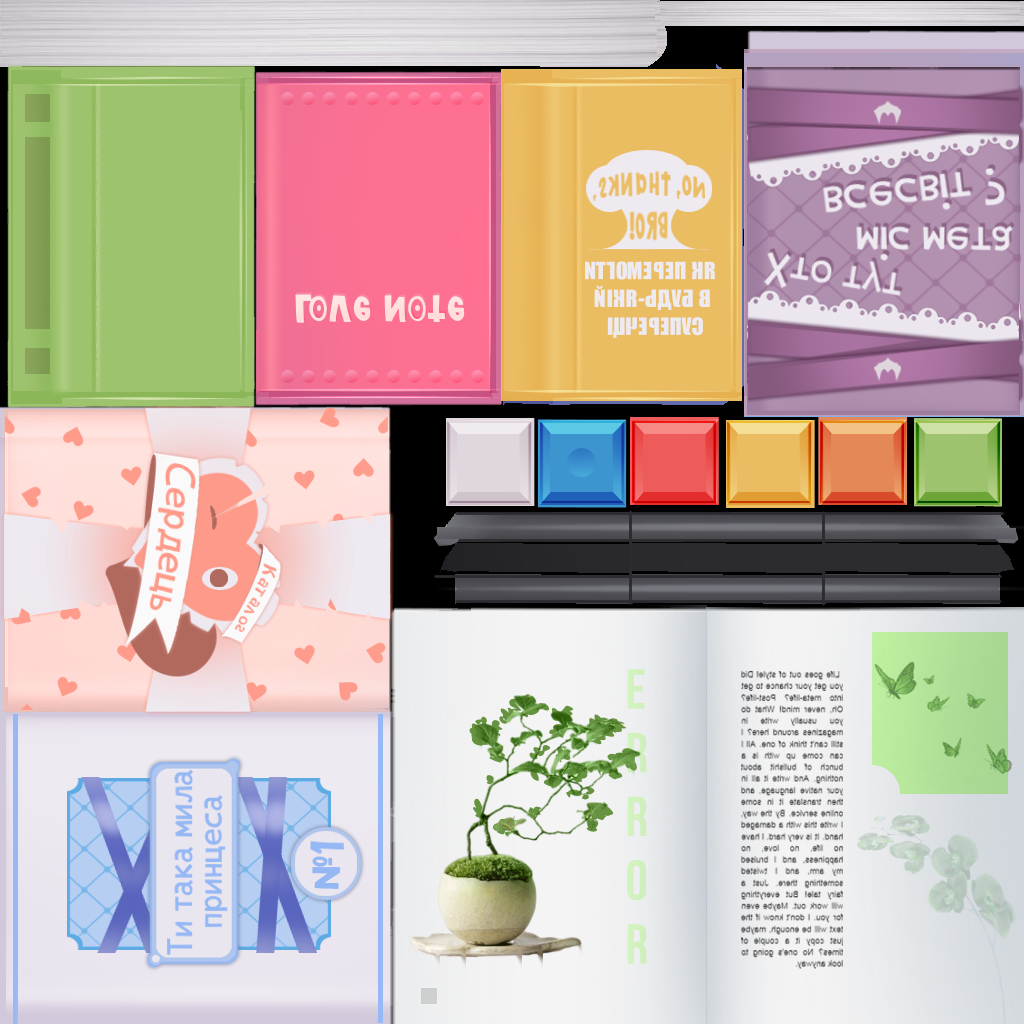 Love Note
No, thanks,
Bro!
ЯК ПЕРЕМОГТИ
В БУДЬ-ЯКІЙ
СУПЕРЕЧЦІ
Хто тут
міс мета
всесвіт ?
Каталог
Сердець
Ти така мила
принцеса
№1
ERROR
Life goes out of style! Did
you get your chance to get
into meta-life? Post-life?
Oh, never mind! What do
you usually write in
magazines around here? I
still can't think of one. All I
can come up with is a
bunch of bullshit about
nothing. And write it all in
your native language, and
then translate it in some
online service. By the way,
I write this with a damaged
hand. It is very hard. I have
no life, no love, no
happiness, and I bruised
my arm, and I twisted
something there. Just a
fairy tale! But everything
will work out. Maybe even
for you. I don't know if the
text will be enough, maybe
just copy it a couple of
times? No one's going to
look anyway.